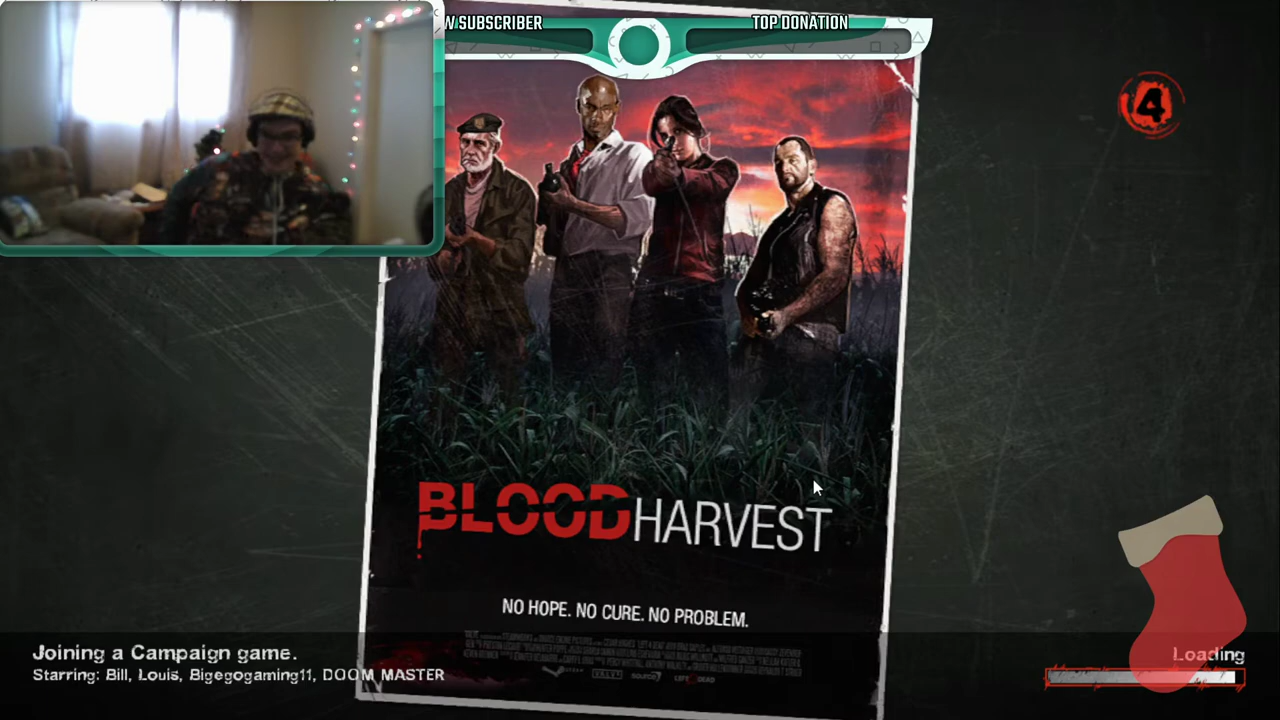 W SUBSCRIBER
TOP DONATION
4
BLOODHARVEST
NO HOPE. NO CURE. NO PROBLEM.
Joining a Campaign game.
Starring: Bill, Louis, Bigegogaming11, DOOM MASTER
Loading